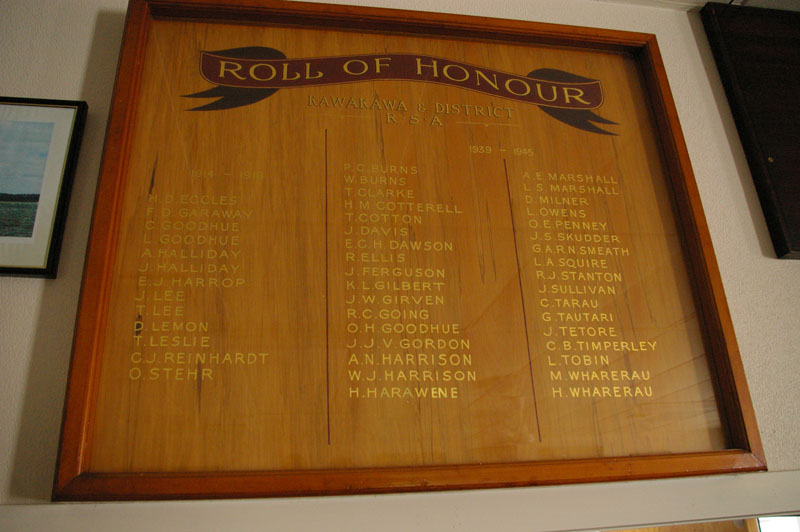 ROLL OF HONOUR
KAWAKAWA & DISTRICT
R·S·A
1914 - 1918
H.D. ECCLES
F.D. GARAWAY
C. GOODHUE
L. GOODHUE
A. HALLIDAY
J. HALLIDAY
E.J. HARROP
J. LEE
T. LEE
D. LEMON
T. LESLIE
C.J. REINHARDT
O. STEHR
1939 - 1945
P.C. BURNS
W. BURNS
T. CLARKE
H.M. COTTERELL
T. COTTON
J. DAVIS
E.C.H. DAWSON
R. ELLIS
J. FERGUSON
K.L. GILBERT
J.W. GIRVEN
R.C. GOING
O.H. GOODHUE
J.J.V. GORDON
A.N. HARRISON
W.J. HARRISON
H. HARAWENE
A.E. MARSHALL
L.S. MARSHALL
D. MILNER
L. OWENS
O.E. PENNEY
J.S. SKUDDER
G.A.R.N. SMEATH
L.A. SQUIRE
R.J. STANTON
J. SULLIVAN
C. TARAU
G. TAUTARI
J. TETORE
C.B. TIMPERLEY
L. TOBIN
M. WHARERAU
H. WHARERAU